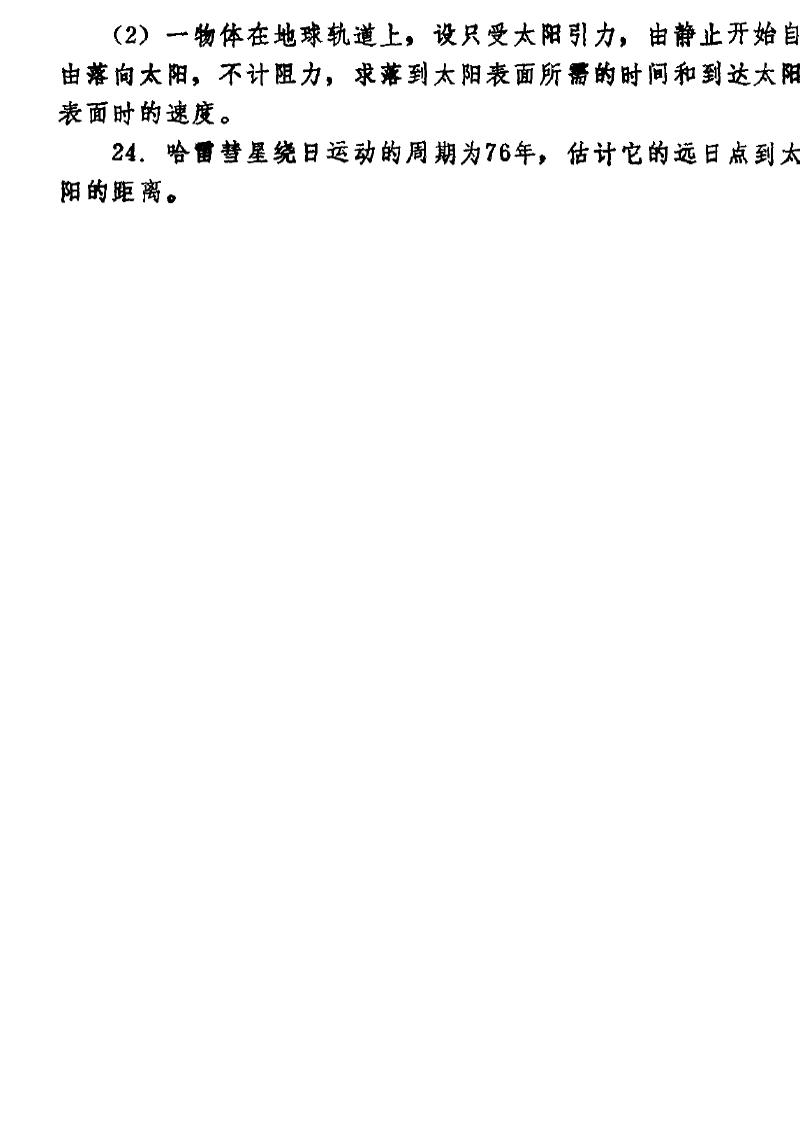 （2）一物体在地球轨道上，设只受太阳引力，由静止开始自
由落向太阳，不计阻力，求落到太阳表面所需的时间和到达太阳
表面时的速度。
24．哈雷彗星绕日运动的周期为76年，估计它的远日点到太
阳的距离。